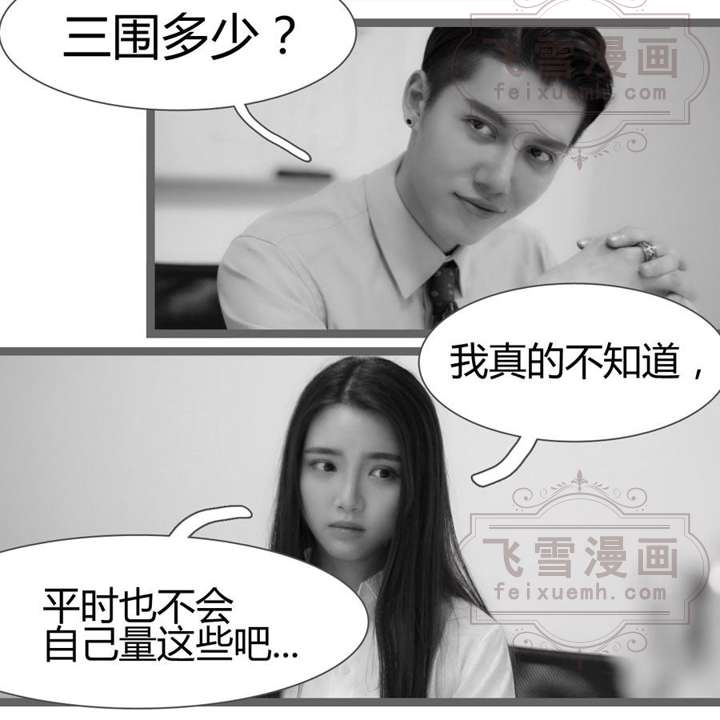 三围多少？
飞雪漫画
feixuemh.com
我真的不知道，
飞雪漫画
feixuemh.com
平时也不会
自己量这些吧...